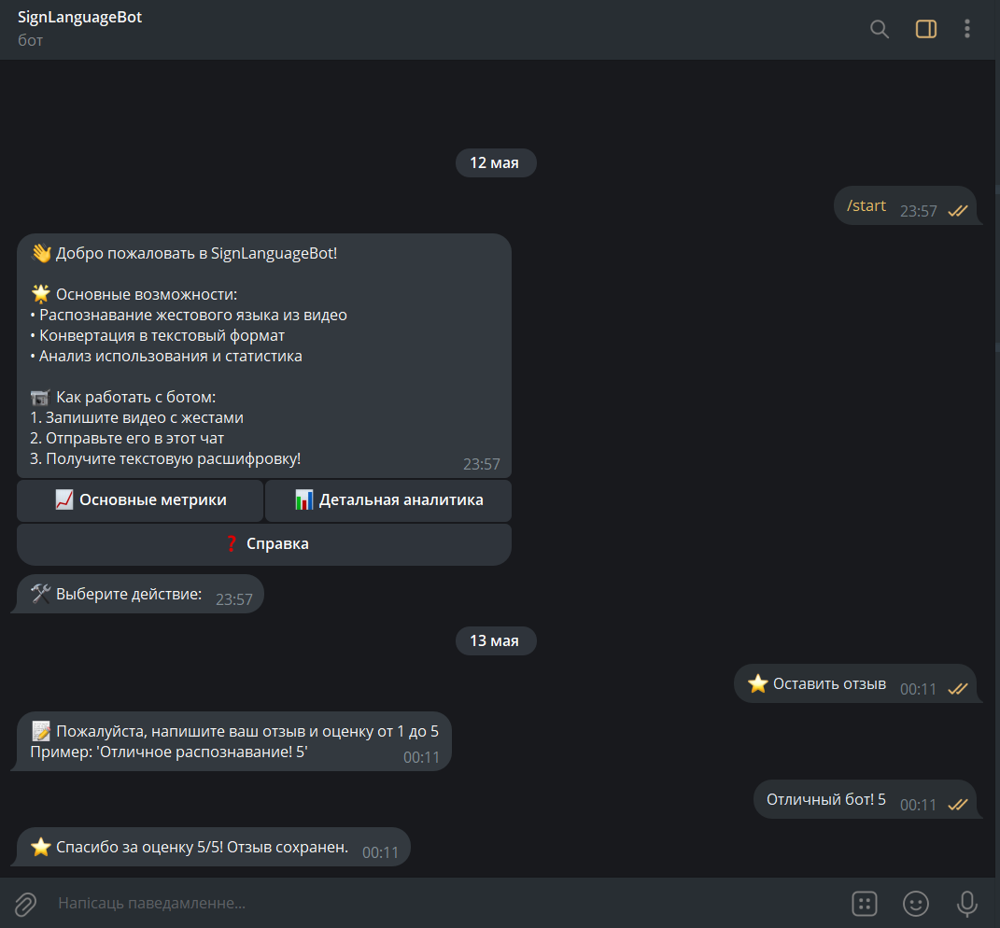 SignLanguageBot
бот
12 мая
/start 23:57
👋 Добро пожаловать в SignLanguageBot!
🌟 Основные возможности:
• Распознавание жестового языка из видео
• Конвертация в текстовый формат
• Анализ использования и статистика
📹 Как работать с ботом:
1. Запишите видео с жестами
2. Отправьте его в этот чат
3. Получите текстовую расшифровку!
23:57
📈 Основные метрики 📊 Детальная аналитика
❓ Справка
🛠 Выберите действие: 23:57
13 мая
⭐ Оставить отзыв 00:11
📝 Пожалуйста, напишите ваш отзыв и оценку от 1 до 5
Пример: 'Отличное распознавание! 5'
00:11
Отличный бот! 5 00:11
⭐ Спасибо за оценку 5/5! Отзыв сохранен. 00:11
Напісаць паведамленне...